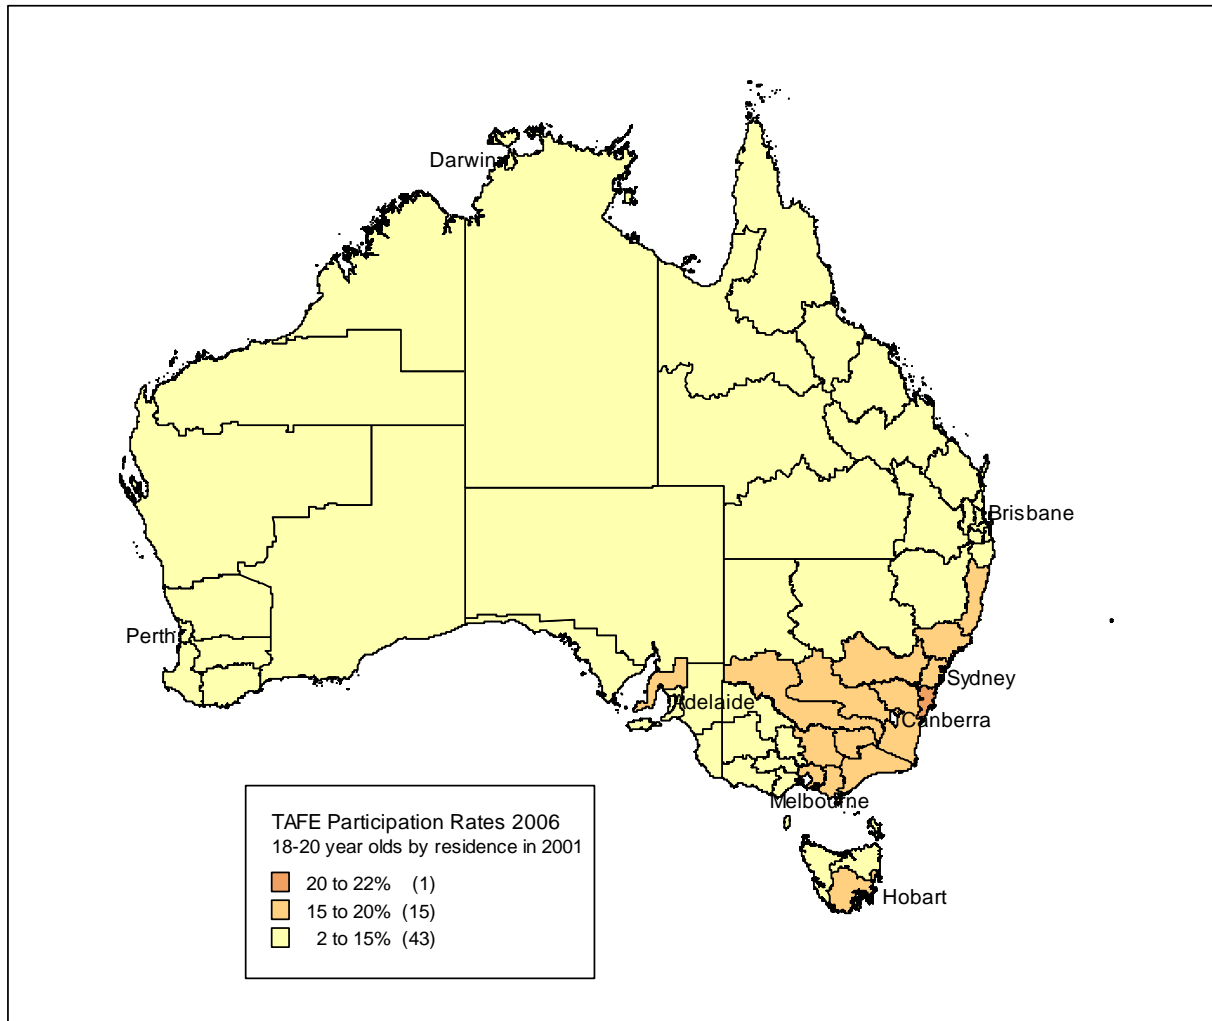 Darwin
Brisbane
Perth
Sydney
Adelaide
Canberra
Melbourne
TAFE Participation Rates 2006
18-20 year olds by residence in 2001
20 to 22% (1)
15 to 20% (15)
2 to 15% (43)
Hobart